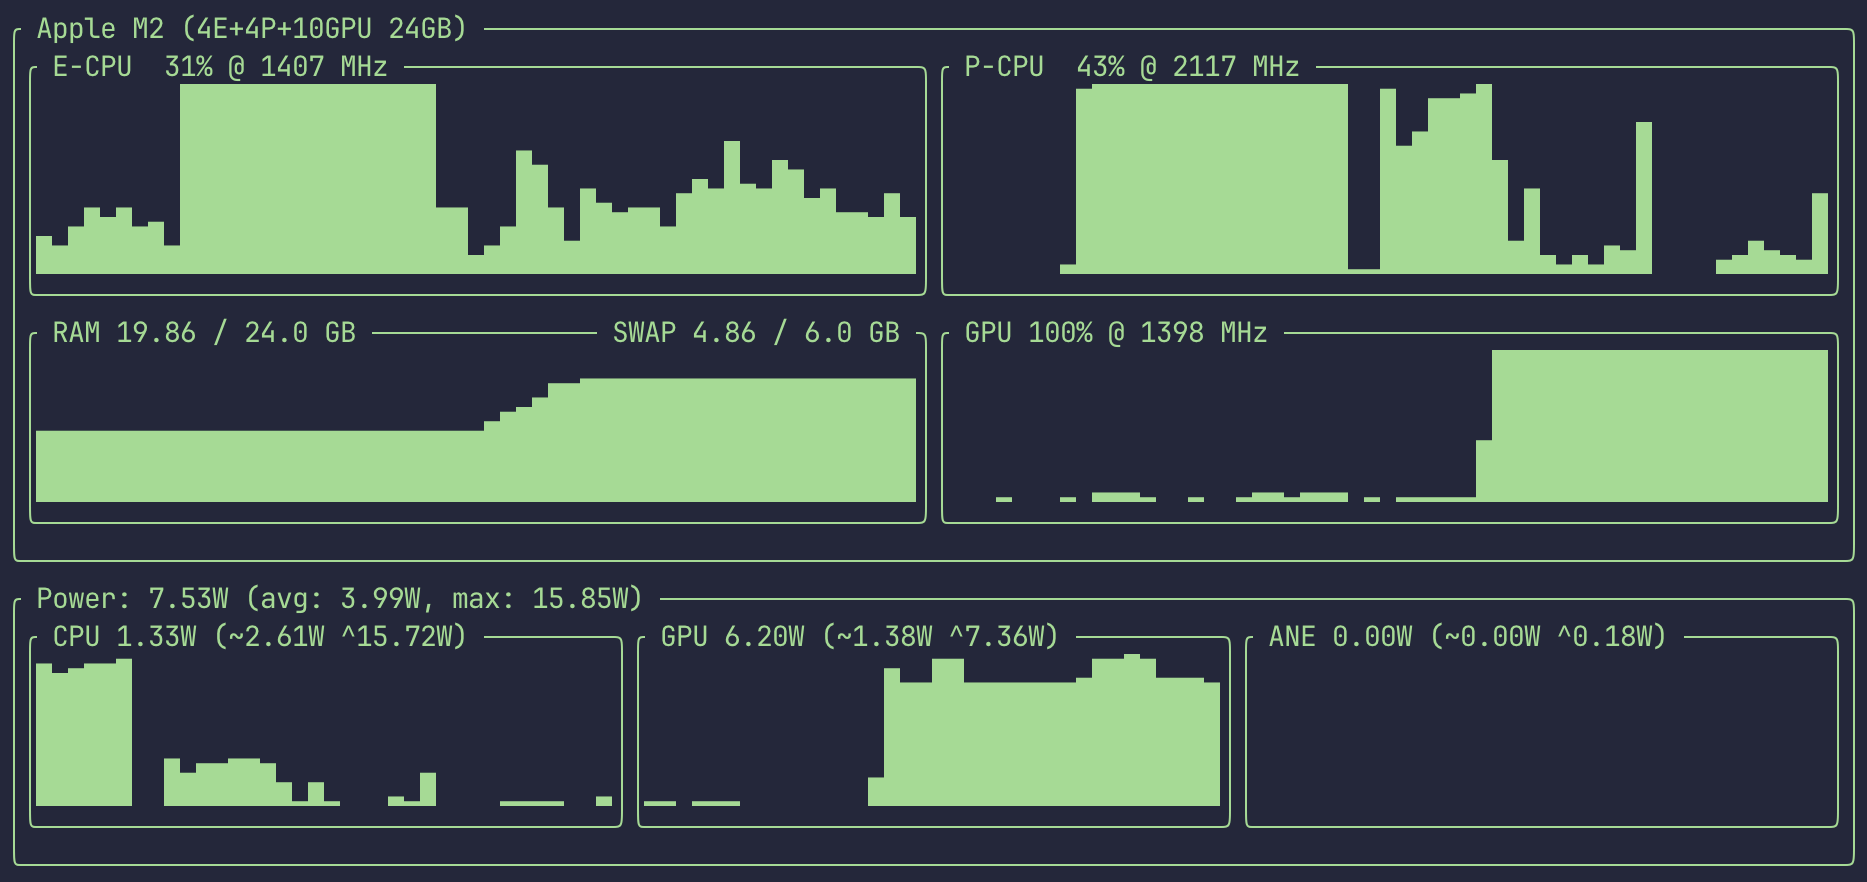 Apple M2 (4E+4P+10GPU 24GB)
E-CPU  31% @ 1407 MHz
P-CPU  43% @ 2117 MHz
RAM 19.86 / 24.0 GB
SWAP 4.86 / 6.0 GB
GPU 100% @ 1398 MHz
Power: 7.53W (avg: 3.99W, max: 15.85W)
CPU 1.33W (~2.61W ^15.72W)
GPU 6.20W (~1.38W ^7.36W)
ANE 0.00W (~0.00W ^0.18W)